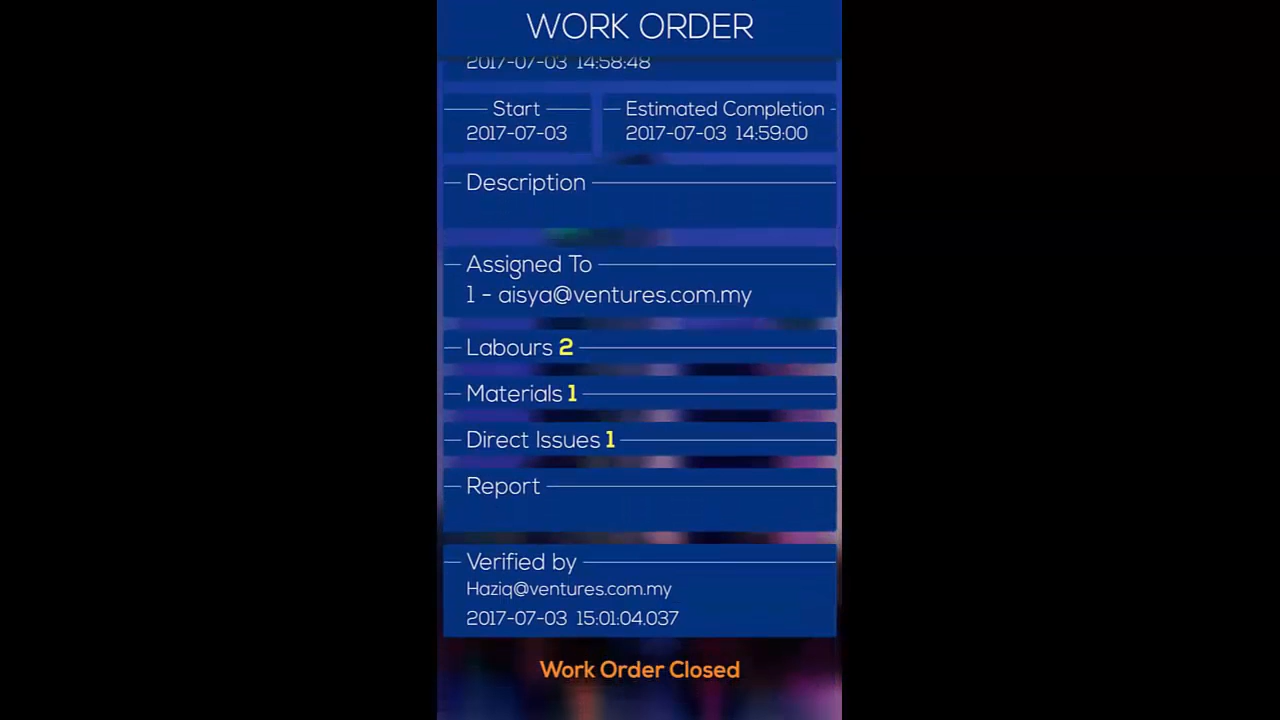 WORK ORDER
2017-07-03 14:58:48
Start
2017-07-03
Estimated Completion
2017-07-03 14:59:00
Description
Assigned To
1 - aisya@ventures.com.my
Labours 2
Materials 1
Direct Issues 1
Report
Verified by
Haziq@ventures.com.my
2017-07-03 15:01:04.037
Work Order Closed